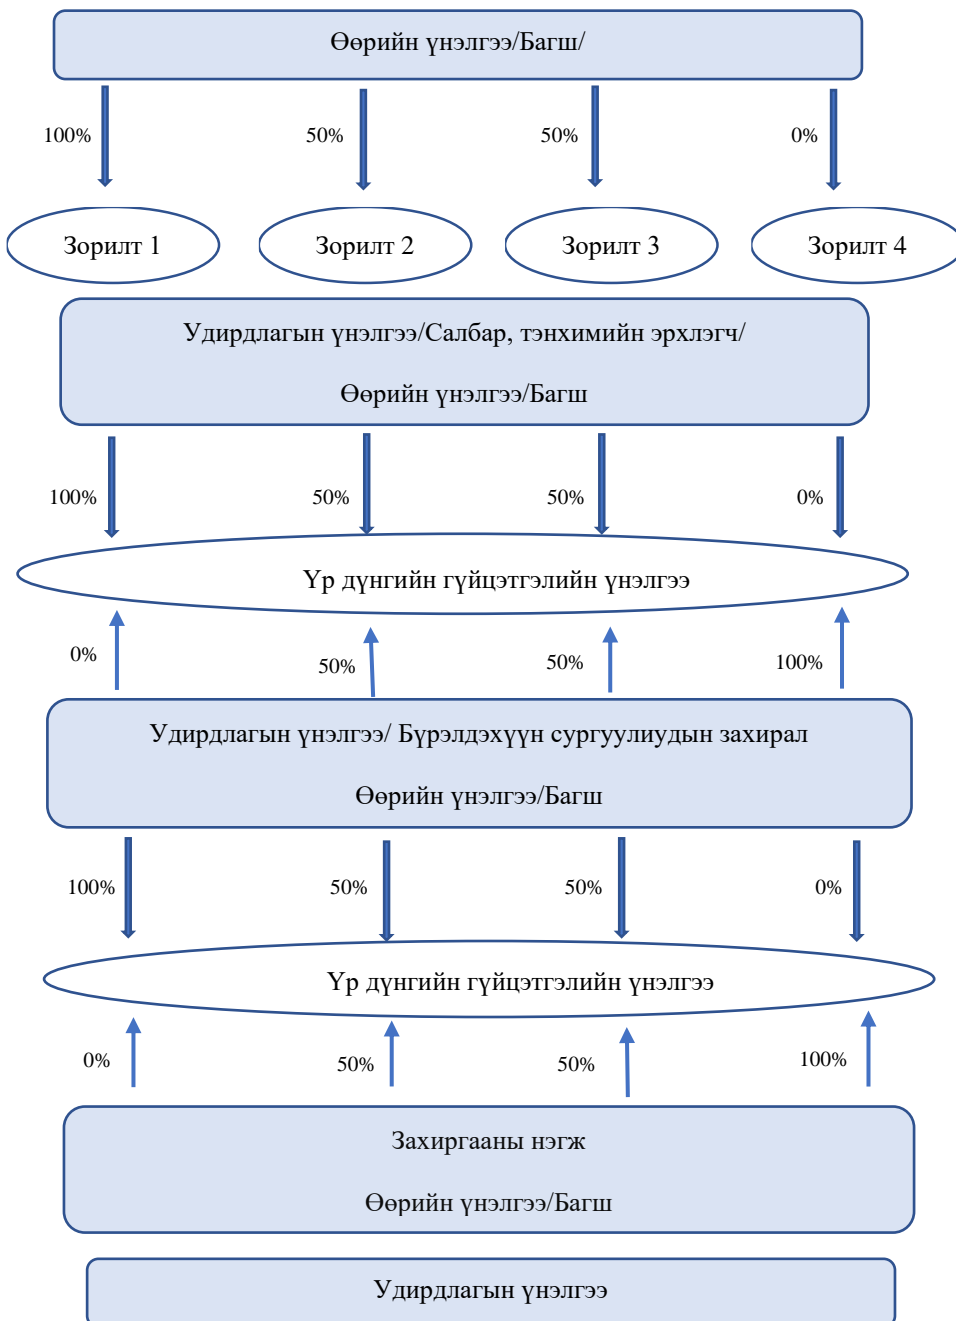 Өөрийн үнэлгээ/Багш/
100% 50% 50% 0%
Зорилт 1 Зорилт 2 Зорилт 3 Зорилт 4
Удирдлагын үнэлгээ/Салбар, тэнхимийн эрхлэгч/
Өөрийн үнэлгээ/Багш
100% 50% 50% 0%
Үр дүнгийн гүйцэтгэлийн үнэлгээ
0% 50% 50% 100%
Удирдлагын үнэлгээ/ Бүрэлдэхүүн сургуулиудын захирал
Өөрийн үнэлгээ/Багш
100% 50% 50% 0%
Үр дүнгийн гүйцэтгэлийн үнэлгээ
0% 50% 50% 100%
Захиргааны нэгж
Өөрийн үнэлгээ/Багш
Удирдлагын үнэлгээ